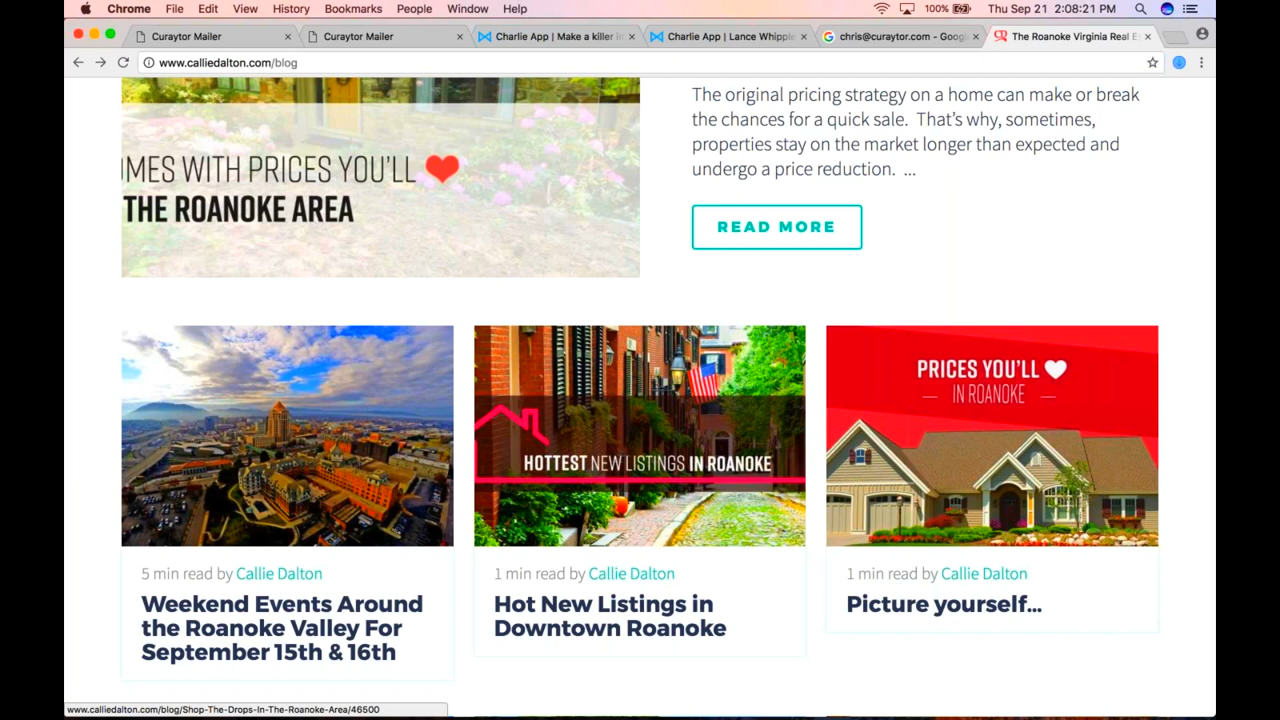 Chrome File Edit View History Bookmarks People Window Help 100% Thu Sep 21 2:08:21 PM
Curaytor Mailer Curaytor Mailer Charlie App | Make a killer in Charlie App | Lance Whipple chris@curaytor.com - Google The Roanoke Virginia Real E
www.calliedalton.com/blog
OMES WITH PRICES YOU'LL
THE ROANOKE AREA
The original pricing strategy on a home can make or break
the chances for a quick sale. That's why, sometimes,
properties stay on the market longer than expected and
undergo a price reduction. ...
READ MORE
HOTTEST NEW LISTINGS IN ROANOKE
PRICES YOU'LL
IN ROANOKE
5 min read by Callie Dalton
Weekend Events Around
the Roanoke Valley For
September 15th & 16th
1 min read by Callie Dalton
Hot New Listings in
Downtown Roanoke
1 min read by Callie Dalton
Picture yourself...
www.calliedalton.com/blog/Shop-The-Drops-In-The-Roanoke-Area/46500